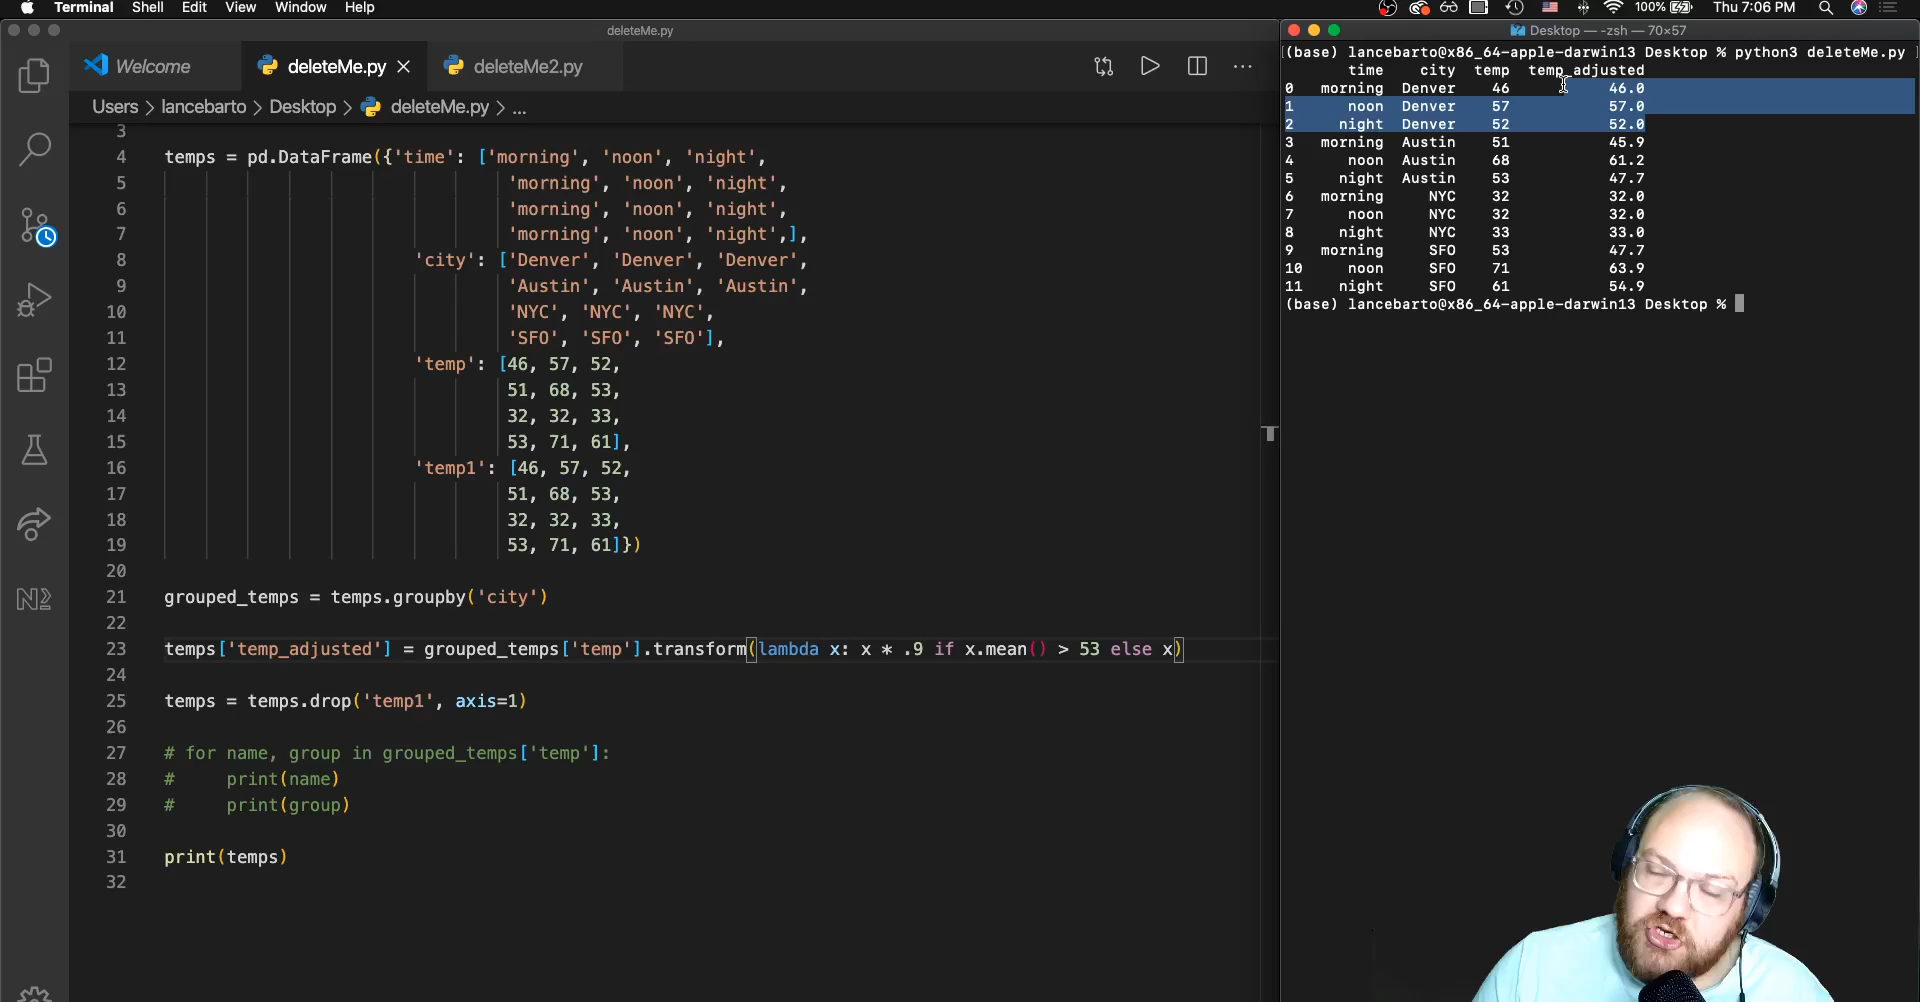 Terminal Shell Edit View Window Help 100% Thu 7:06 PM
deleteMe.py
Desktop — -zsh — 70×57
Welcome deleteMe.py deleteMe2.py
Users > lancebarto > Desktop > deleteMe.py > ...
3
4 temps = pd.DataFrame({'time': ['morning', 'noon', 'night',
5 'morning', 'noon', 'night',
6 'morning', 'noon', 'night',
7 'morning', 'noon', 'night',],
8 'city': ['Denver', 'Denver', 'Denver',
9 'Austin', 'Austin', 'Austin',
10 'NYC', 'NYC', 'NYC',
11 'SFO', 'SFO', 'SFO'],
12 'temp': [46, 57, 52,
13 51, 68, 53,
14 32, 32, 33,
15 53, 71, 61],
16 'temp1': [46, 57, 52,
17 51, 68, 53,
18 32, 32, 33,
19 53, 71, 61]})
20
21 grouped_temps = temps.groupby('city')
22
23 temps['temp_adjusted'] = grouped_temps['temp'].transform(lambda x: x * .9 if x.mean() > 53 else x)
24
25 temps = temps.drop('temp1', axis=1)
26
27 # for name, group in grouped_temps['temp']:
28 #     print(name)
29 #     print(group)
30
31 print(temps)
32
(base) lancebarto@x86_64-apple-darwin13 Desktop % python3 deleteMe.py
time city temp temp_adjusted
0 morning Denver 46 46.0
1 noon Denver 57 57.0
2 night Denver 52 52.0
3 morning Austin 51 45.9
4 noon Austin 68 61.2
5 night Austin 53 47.7
6 morning NYC 32 32.0
7 noon NYC 32 32.0
8 night NYC 33 33.0
9 morning SFO 53 47.7
10 noon SFO 71 63.9
11 night SFO 61 54.9
(base) lancebarto@x86_64-apple-darwin13 Desktop %